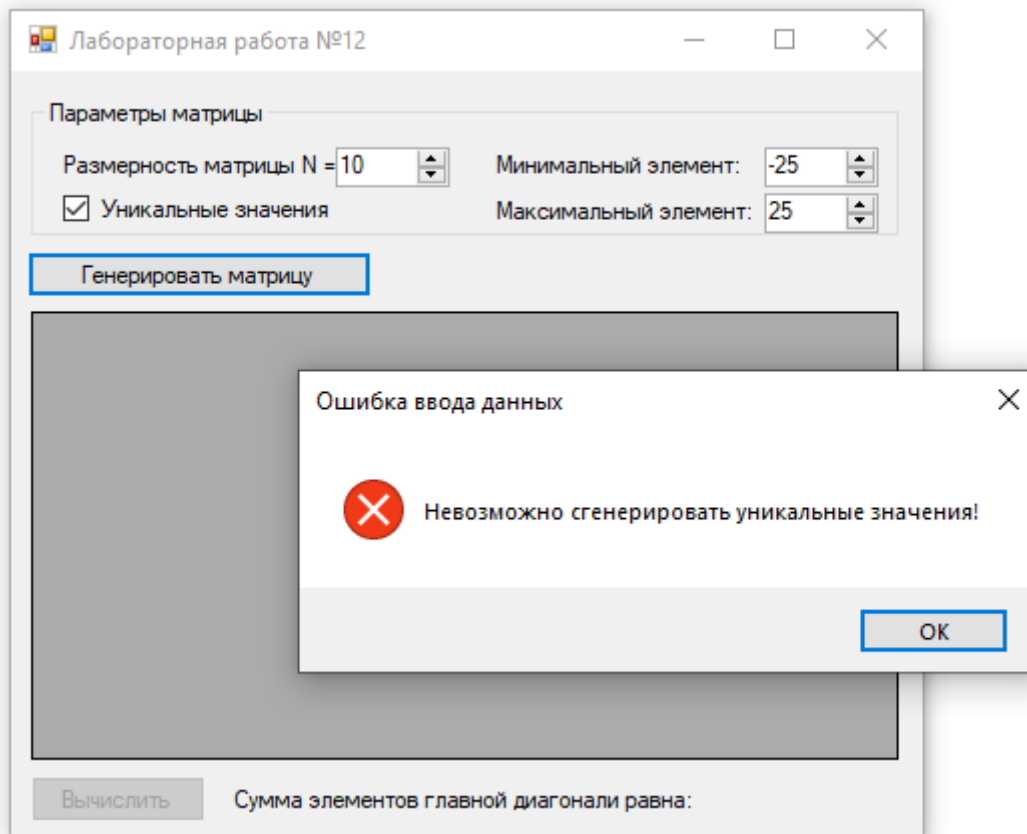 Лабораторная работа №12
Параметры матрицы
Размерность матрицы N = 10 Минимальный элемент: -25
Уникальные значения Максимальный элемент: 25
Генерировать матрицу
Ошибка ввода данных
Невозможно сгенерировать уникальные значения!
ОК
Вычислить Сумма элементов главной диагонали равна: